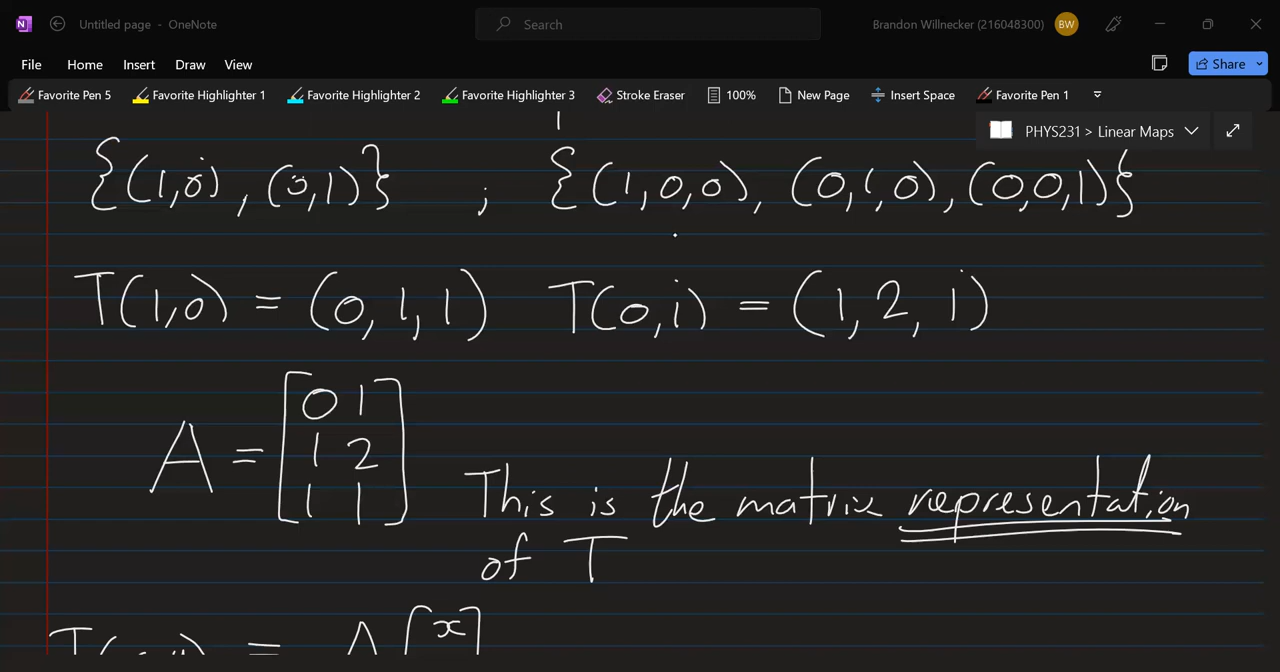 Untitled page - OneNote
Search
Brandon Willnecker (216048300)
BW
File Home Insert Draw View
Share
Favorite Pen 5 Favorite Highlighter 1 Favorite Highlighter 2 Favorite Highlighter 3 Stroke Eraser 100% New Page Insert Space Favorite Pen 1
PHYS231 > Linear Maps
{(1,0), (0,1)} ; {(1,0,0), (0,1,0), (0,0,1)}
T(1,0) = (0,1,1) T(0,1) = (1,2,1)
A = [0 1
1 2
1 1]
This is the matrix representation
of T